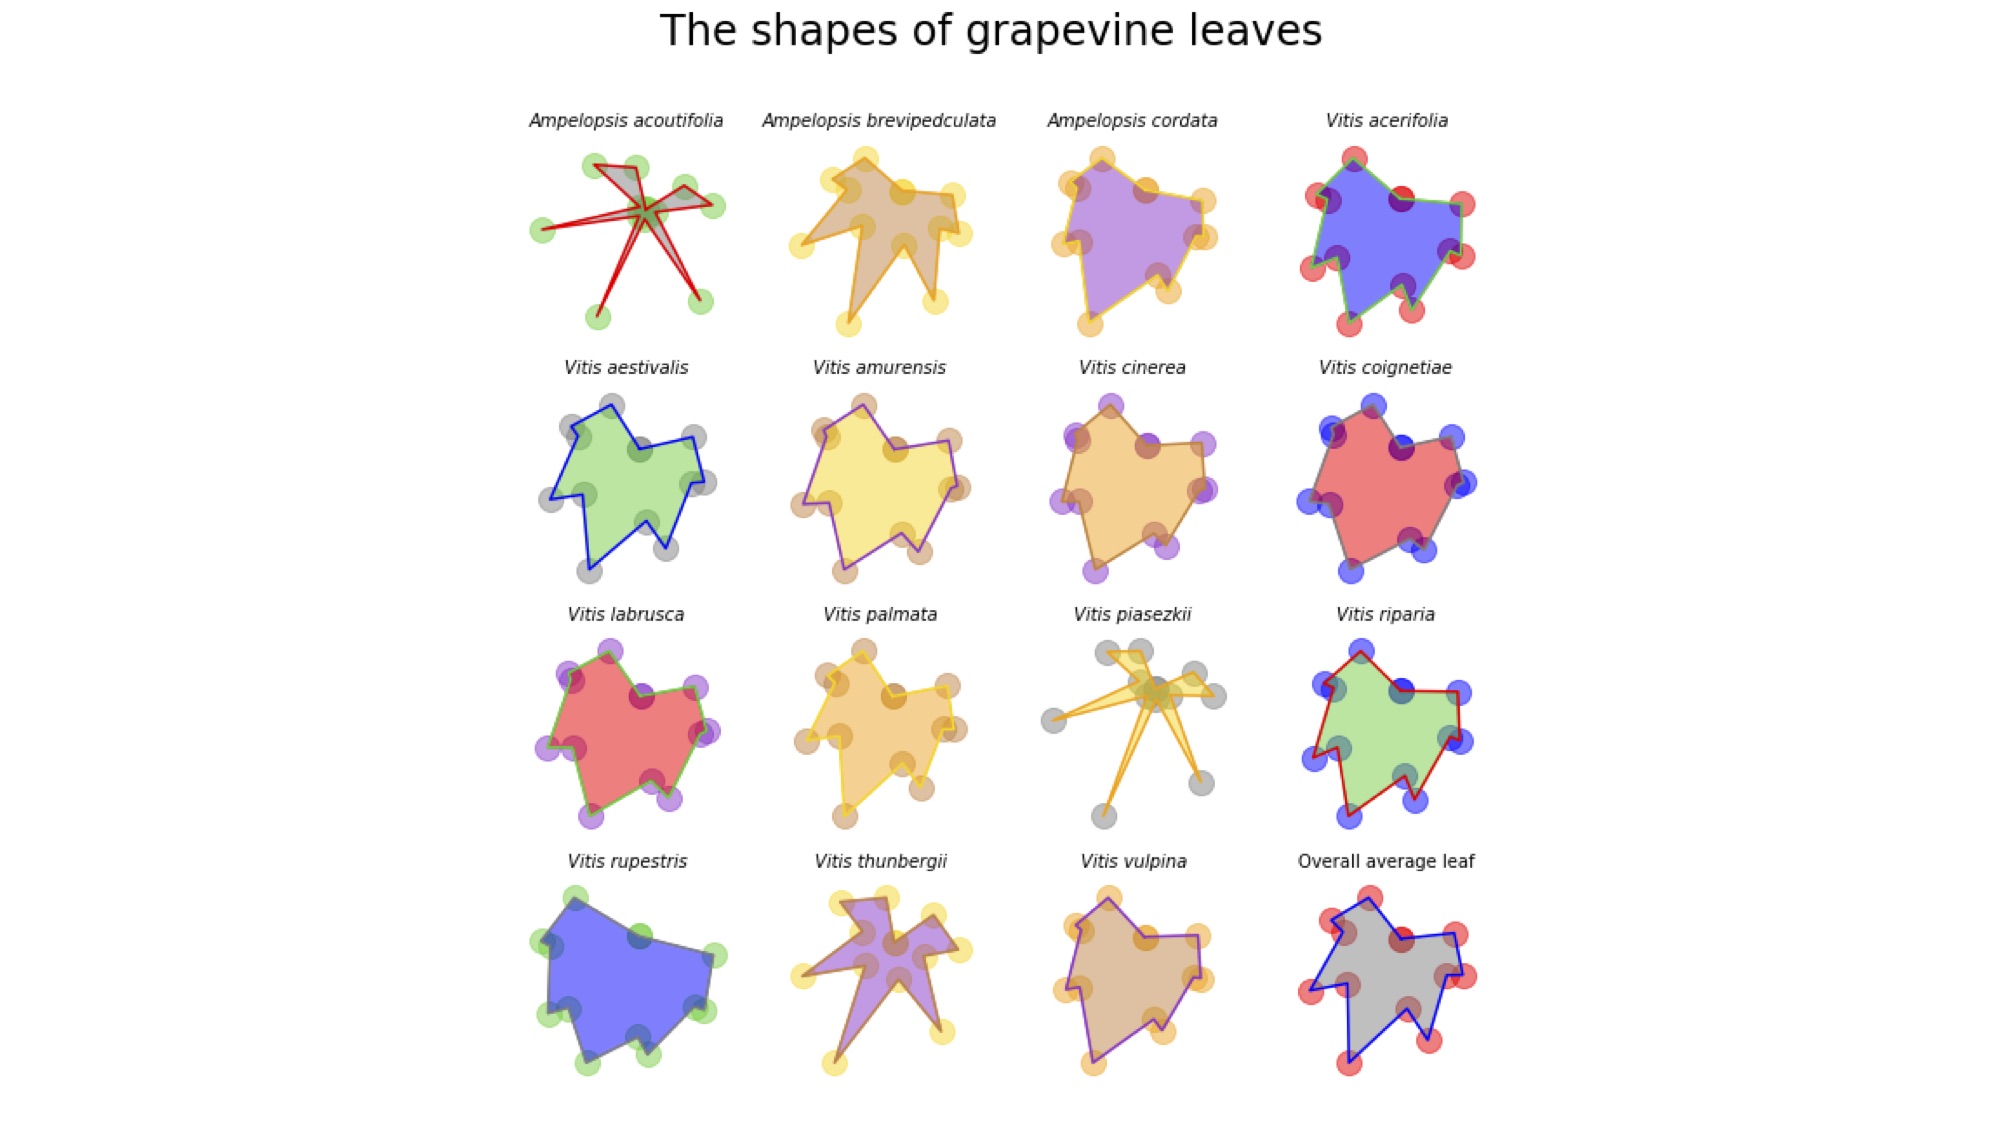 The shapes of grapevine leaves
Ampelopsis acoutifolia
Ampelopsis brevipedculata
Ampelopsis cordata
Vitis acerifolia
Vitis aestivalis
Vitis amurensis
Vitis cinerea
Vitis coignetiae
Vitis labrusca
Vitis palmata
Vitis piasezkii
Vitis riparia
Vitis rupestris
Vitis thunbergii
Vitis vulpina
Overall average leaf